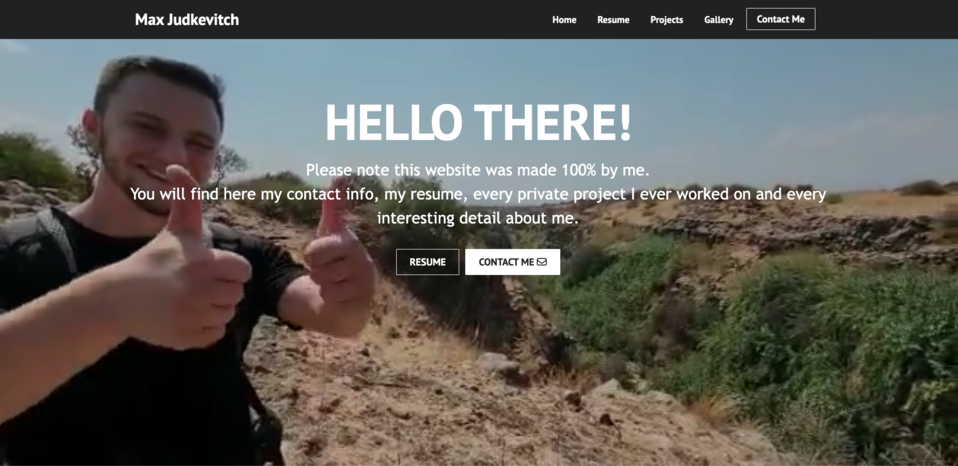 Max Judkevitch
Home Resume Projects Gallery Contact Me
HELLO THERE!
Please note this website was made 100% by me.
You will find here my contact info, my resume, every private project I ever worked on and every
interesting detail about me.
RESUME CONTACT ME